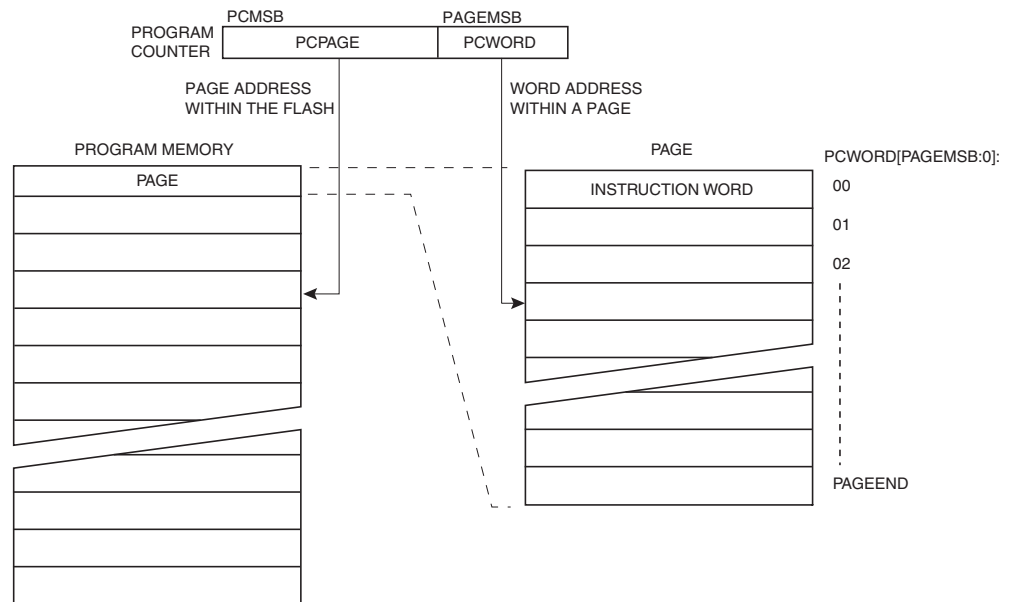 PCMSB
PAGEMSB
PROGRAM
COUNTER
PCPAGE
PCWORD
PAGE ADDRESS
WITHIN THE FLASH
WORD ADDRESS
WITHIN A PAGE
PROGRAM MEMORY
PAGE
PAGE
PCWORD[PAGEMSB:0]:
INSTRUCTION WORD
00
01
02
PAGEEND